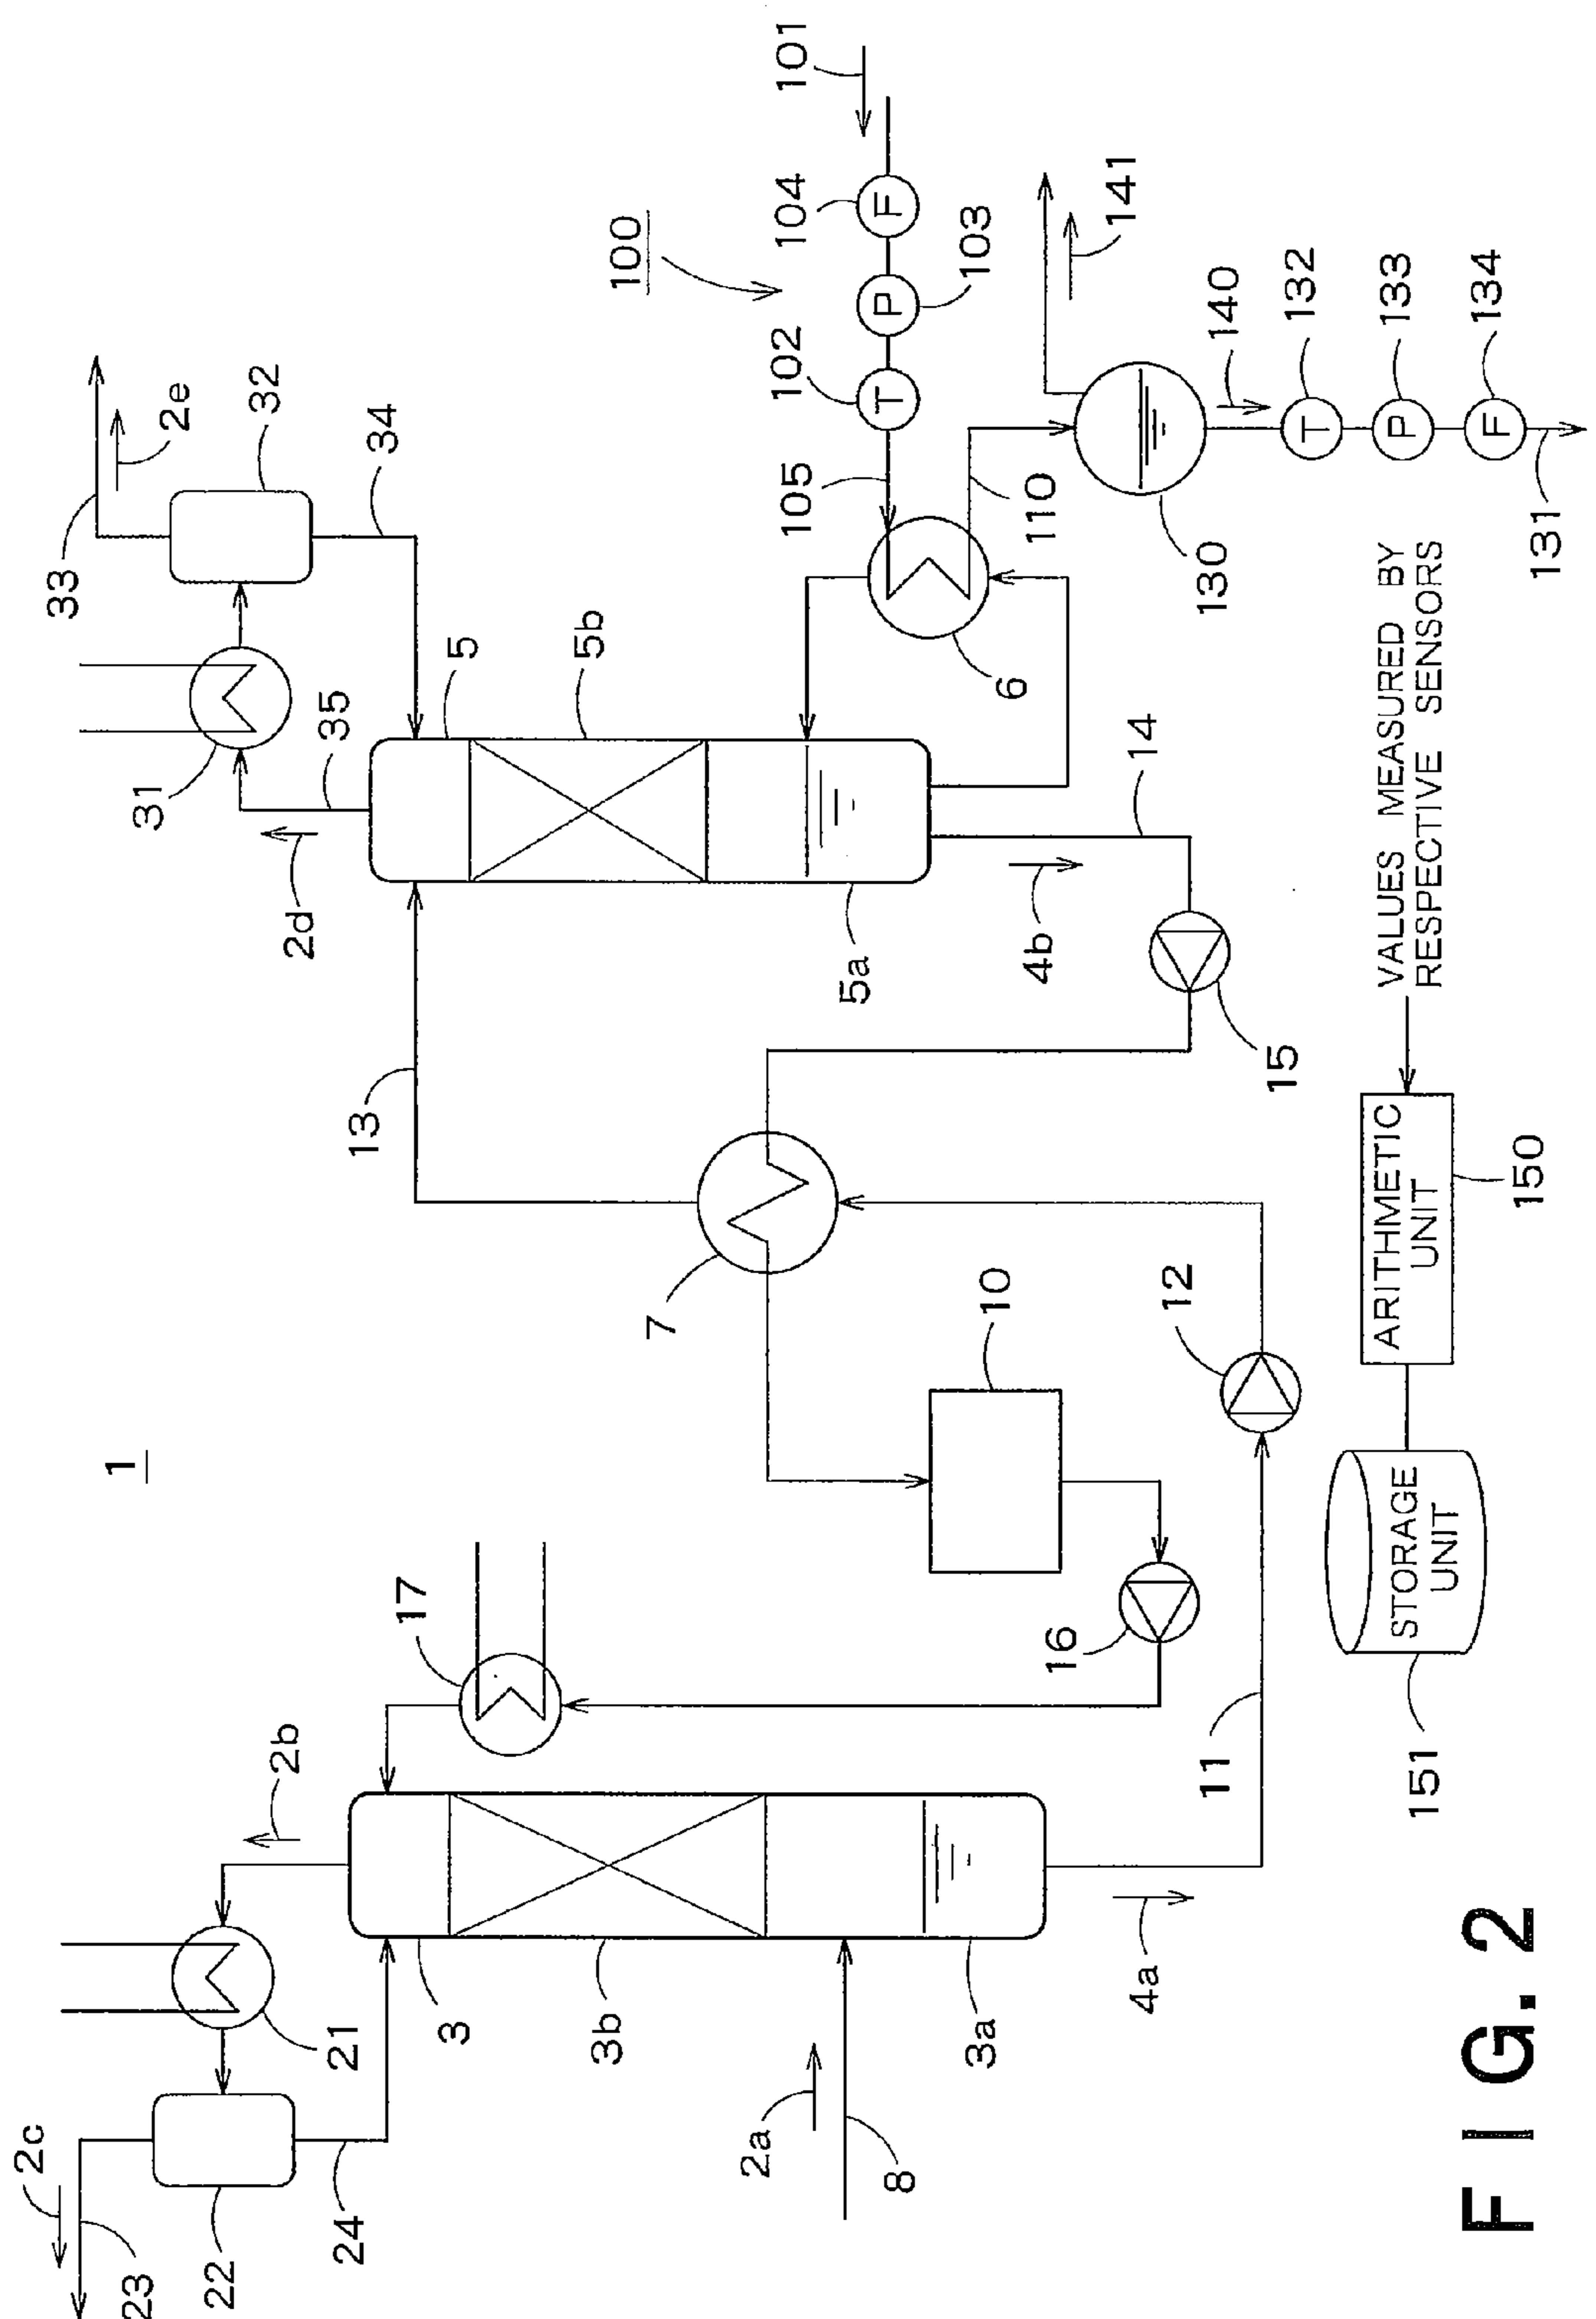 1
33
2e
32
34
31
35
2d
5
5b
5a
13
100
101
104
103
102
105
110
6
141
130
140
132
133
134
131
F
P
T
T
P
F
14
4b
15
7
10
12
16
17
11
2c
23
22
24
21
2b
3
3b
3a
2a
8
4a
VALUES MEASURED BY
RESPECTIVE SENSORS
ARITHMETIC
UNIT
150
STORAGE
UNIT
151
FIG. 2